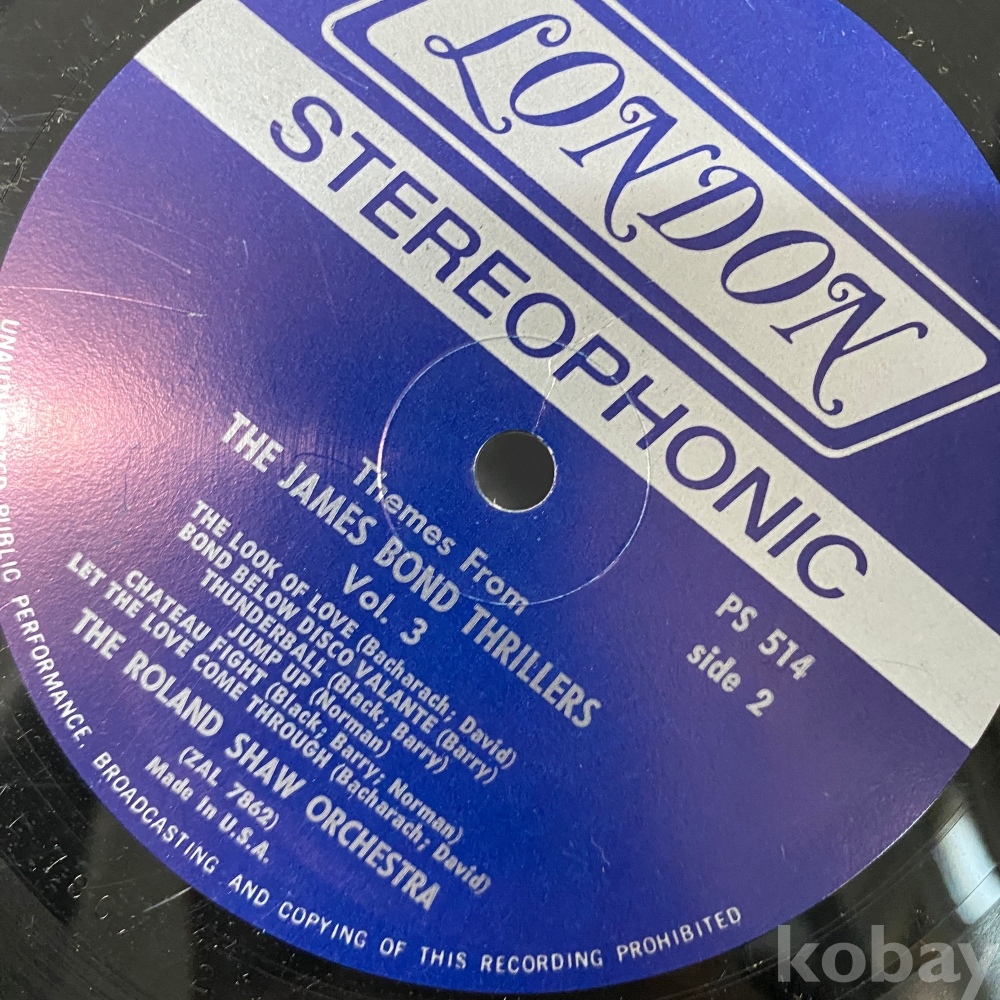 LONDON
STEREOPHONIC
PS 514
side 2
Themes From
THE JAMES BOND THRILLERS
Vol. 3
THE LOOK OF LOVE (Bacharach; David)
BOND BELOW DISCO VALANTE (Barry)
THUNDERBALL (Black; Barry)
JUMP UP (Norman)
CHATEAU FIGHT (Black; Barry; Norman)
LET THE LOVE COME THROUGH (Bacharach; David)
THE ROLAND SHAW ORCHESTRA
(ZAL 7862)
Made In U.S.A.
PUBLIC PERFORMANCE, BROADCASTING AND COPYING OF THIS RECORDING PROHIBITED
kobay